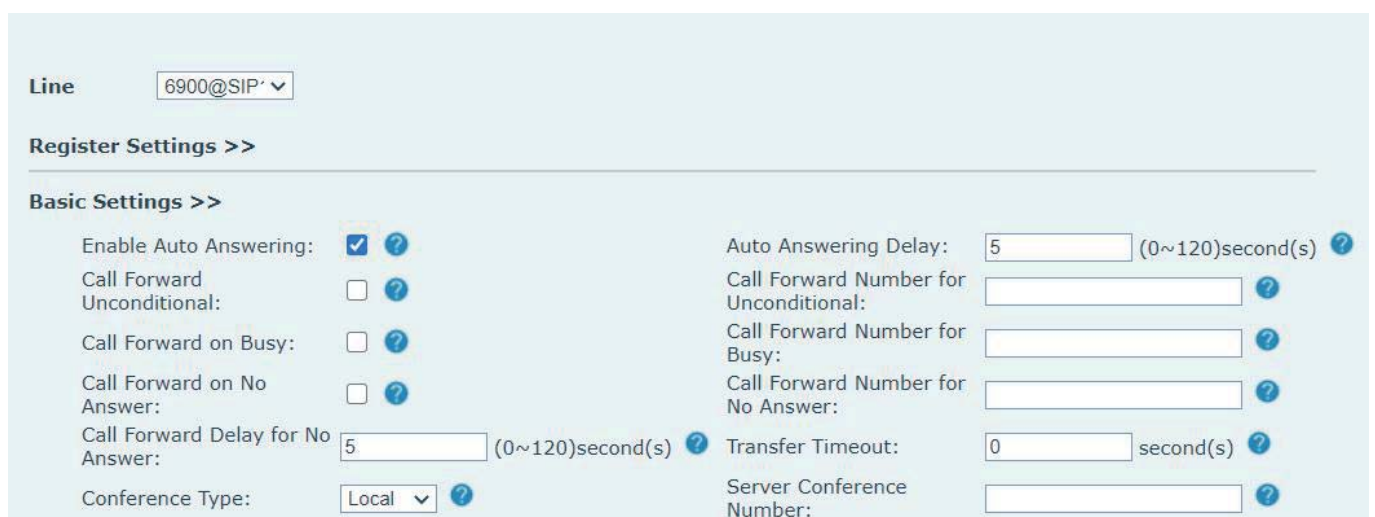 Line 6900@SIP1
Register Settings >>
Basic Settings >>
Enable Auto Answering: ? Auto Answering Delay: 5 (0~120)second(s) ?
Call Forward Unconditional: ? Call Forward Number for Unconditional: ?
Call Forward on Busy: ? Call Forward Number for Busy: ?
Call Forward on No Answer: ? Call Forward Number for No Answer: ?
Call Forward Delay for No Answer: 5 (0~120)second(s) ? Transfer Timeout: 0 second(s) ?
Conference Type: Local ? Server Conference Number: ?